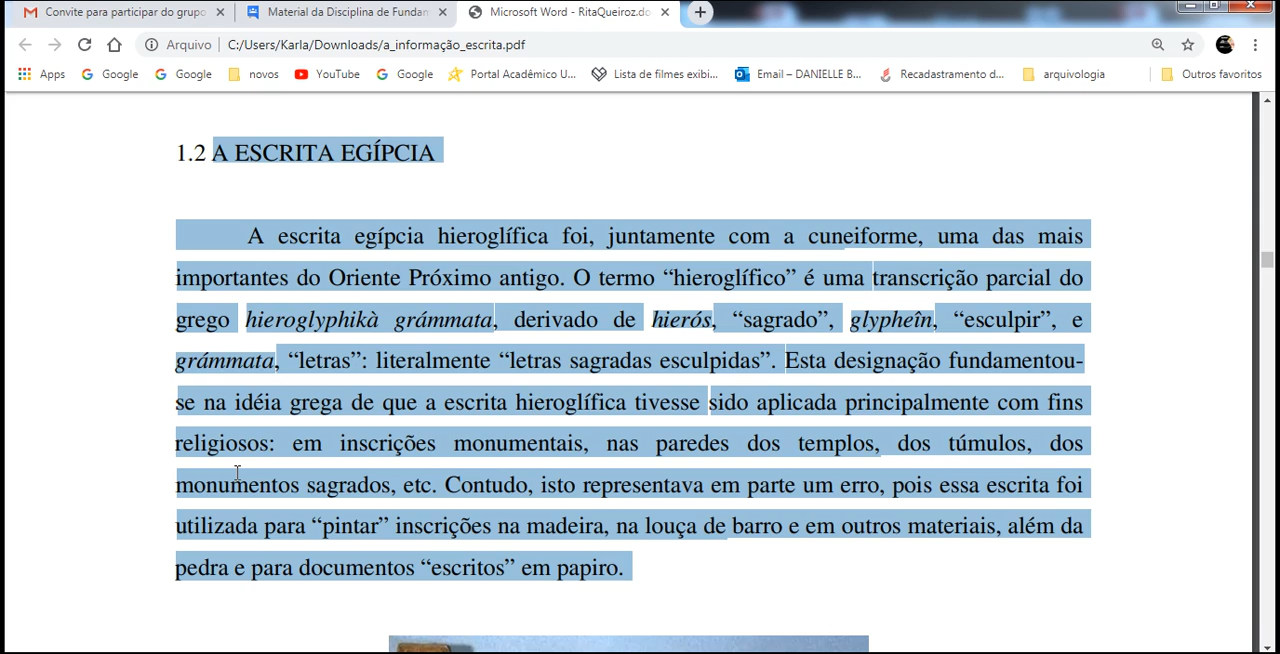 Convite para participar do grupo
Material da Disciplina de Fundam
Microsoft Word - RitaQueiroz.do
Arquivo C:/Users/Karla/Downloads/a_informação_escrita.pdf
Apps Google Google novos YouTube Google Portal Acadêmico U... Lista de filmes exibi... Email – DANIELLE B... Recadastramento d... arquivologia Outros favoritos
1.2 A ESCRITA EGÍPCIA
A escrita egípcia hieroglífica foi, juntamente com a cuneiforme, uma das mais
importantes do Oriente Próximo antigo. O termo “hieroglífico” é uma transcrição parcial do
grego hieroglyphikà grámmata, derivado de hierós, “sagrado”, glypheîn, “esculpir”, e
grámmata, “letras”: literalmente “letras sagradas esculpidas”. Esta designação fundamentou-
se na idéia grega de que a escrita hieroglífica tivesse sido aplicada principalmente com fins
religiosos: em inscrições monumentais, nas paredes dos templos, dos túmulos, dos
monumentos sagrados, etc. Contudo, isto representava em parte um erro, pois essa escrita foi
utilizada para “pintar” inscrições na madeira, na louça de barro e em outros materiais, além da
pedra e para documentos “escritos” em papiro.